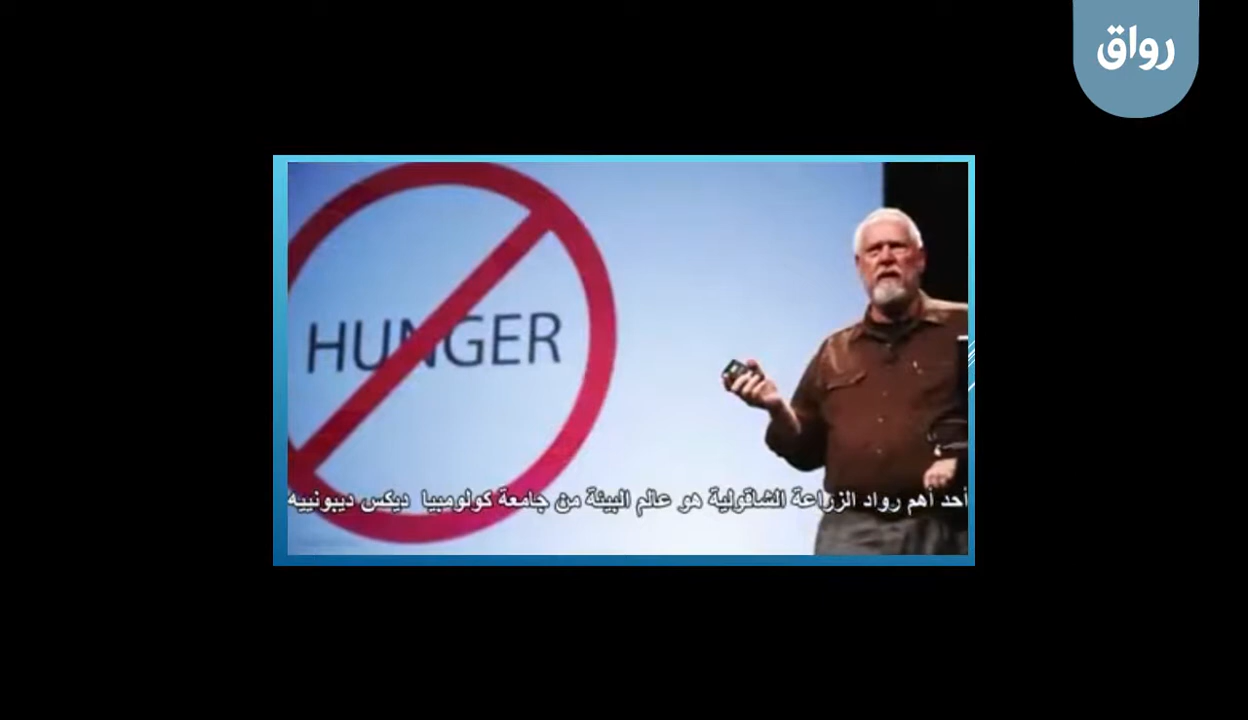 رواق
HUNGER
أحد أهم رواد الزراعة الشاقولية هو عالم البيئة من جامعة كولومبيا ديكس ديبونييه